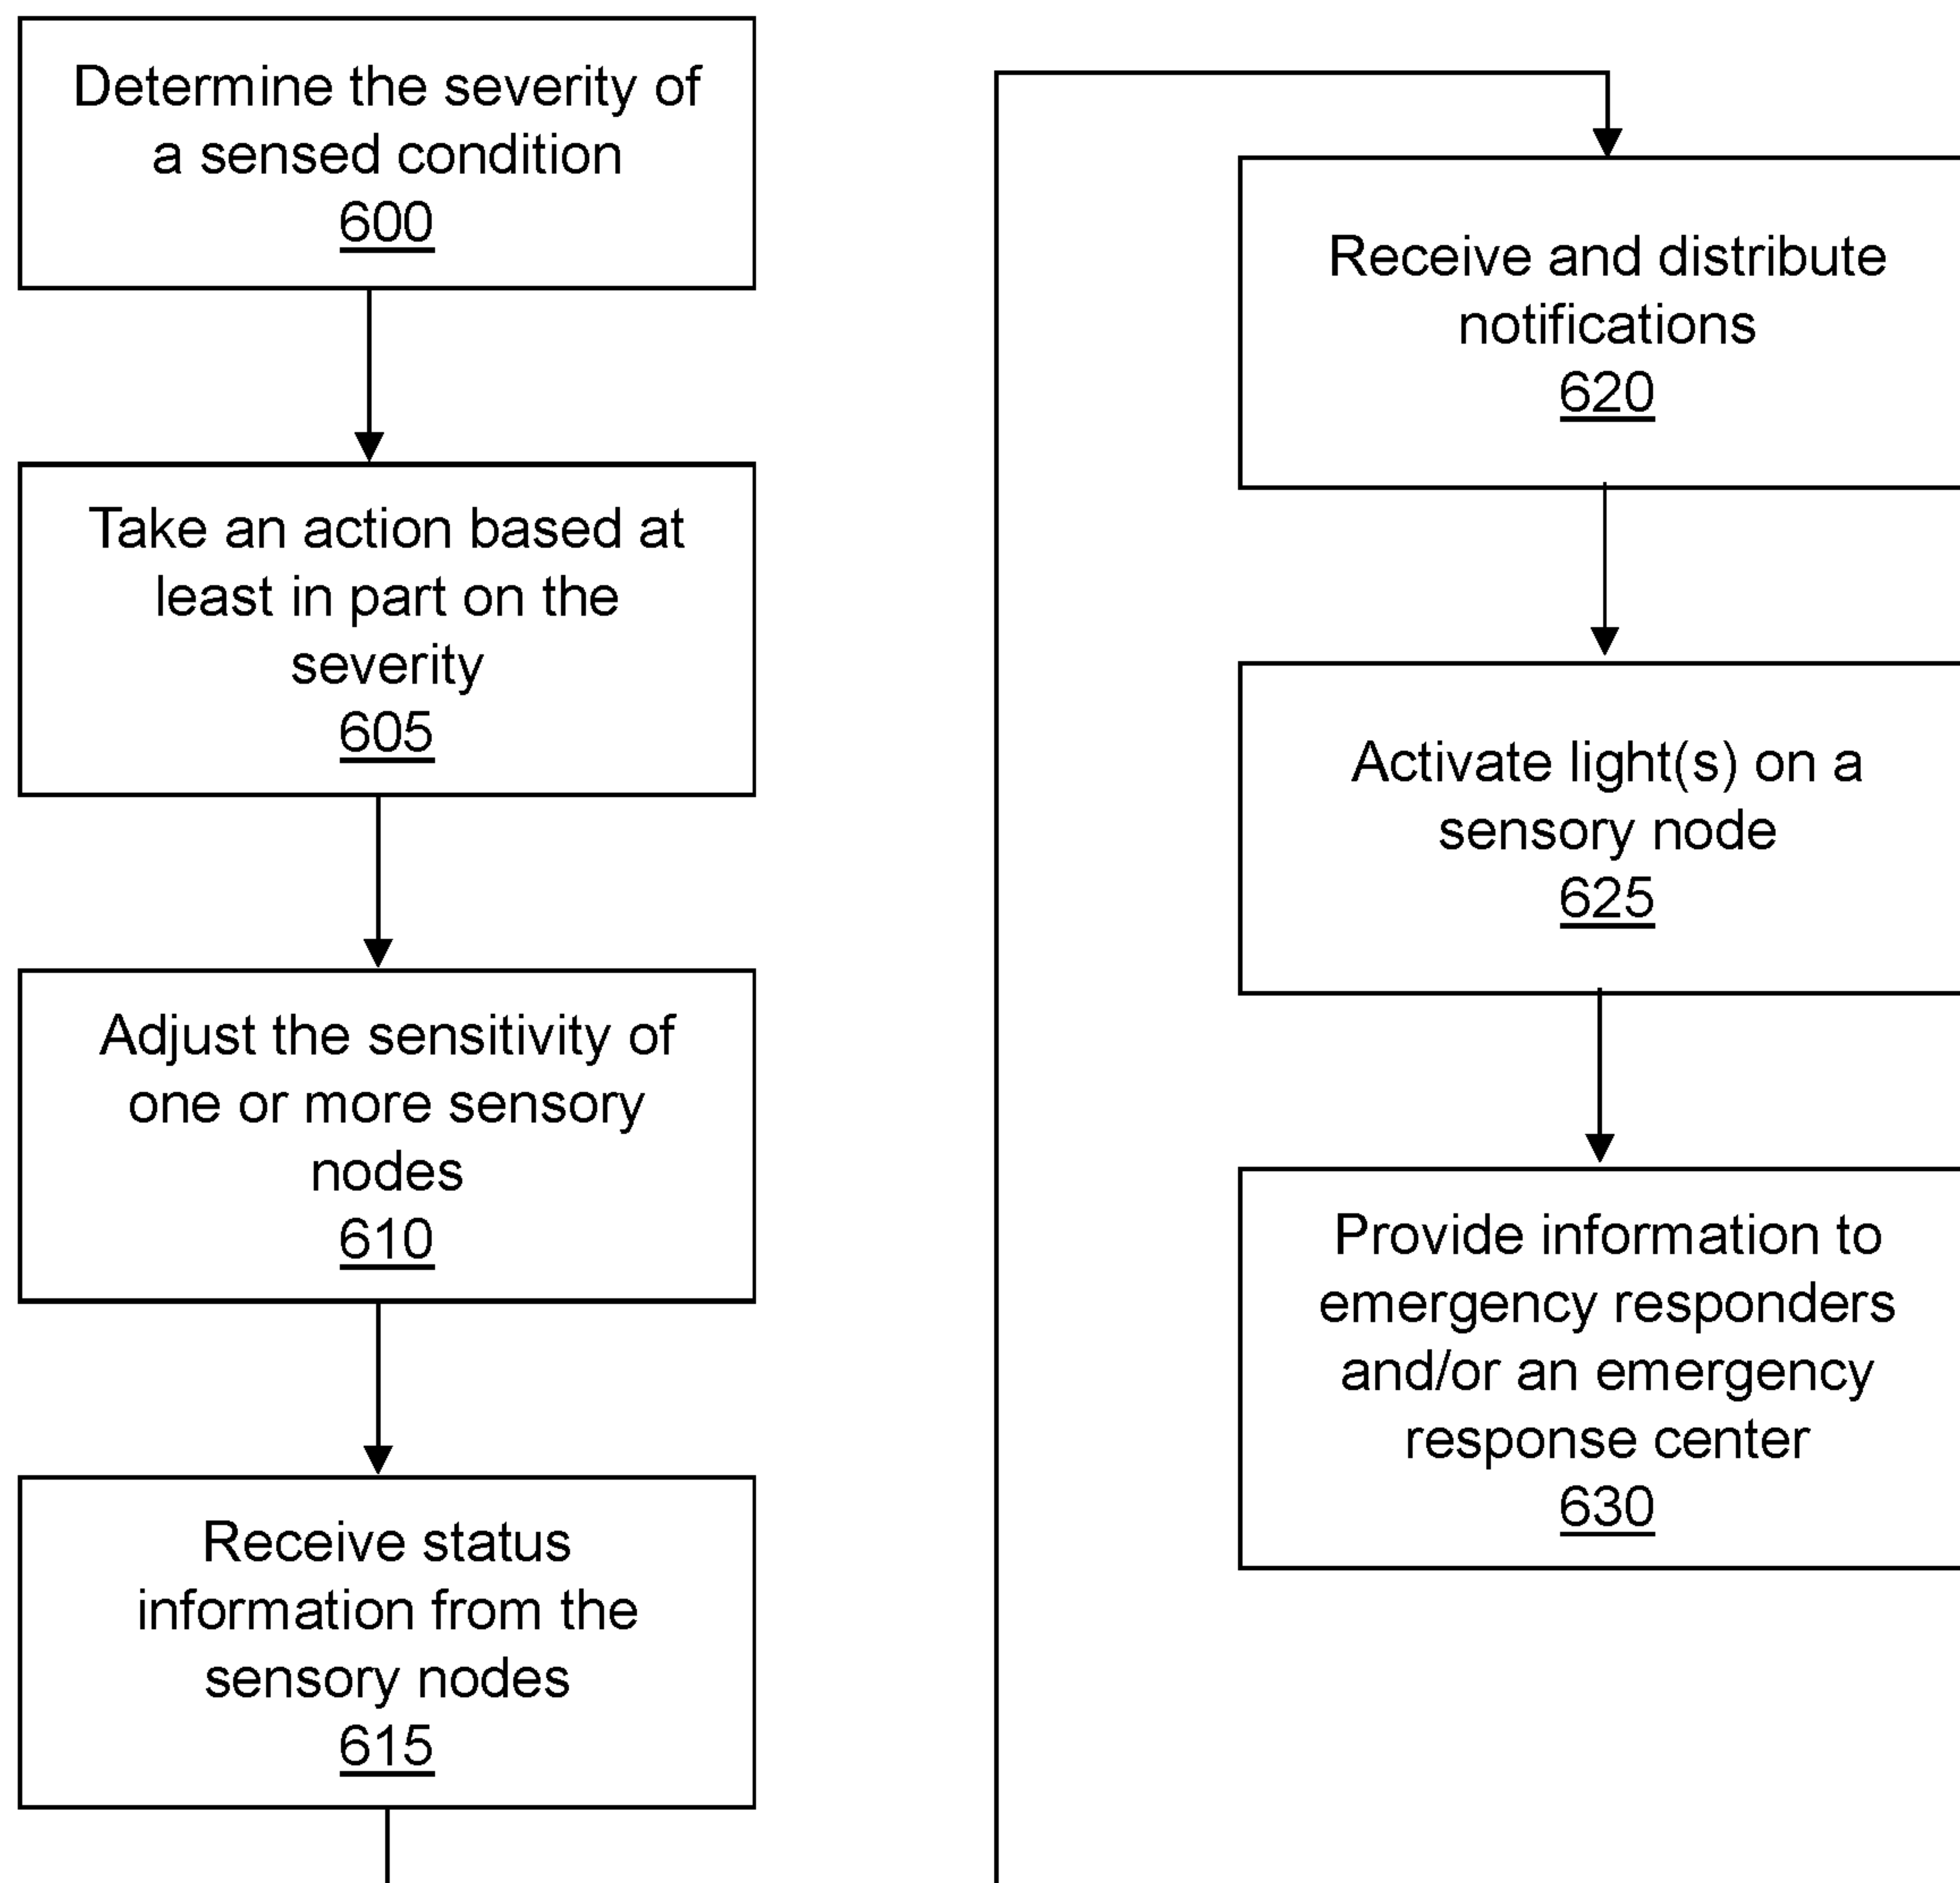 Determine the severity of
a sensed condition
600
Take an action based at
least in part on the
severity
605
Adjust the sensitivity of
one or more sensory
nodes
610
Receive status
information from the
sensory nodes
615
Receive and distribute
notifications
620
Activate light(s) on a
sensory node
625
Provide information to
emergency responders
and/or an emergency
response center
630